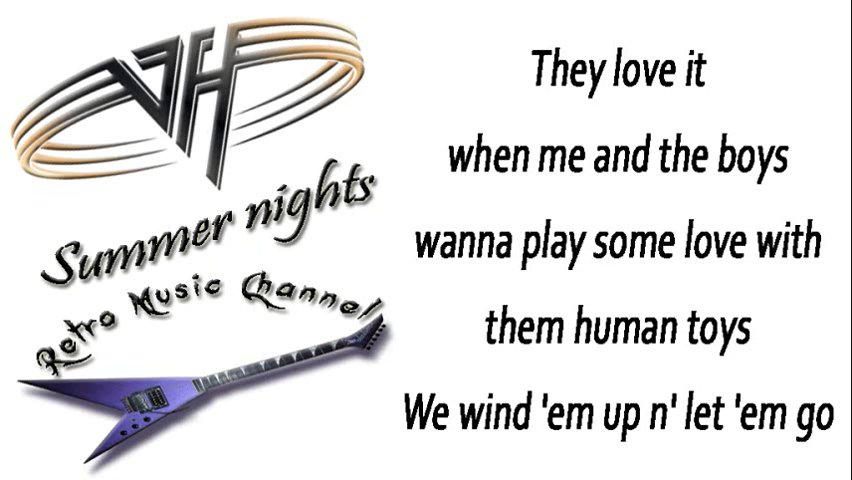 VH
Summer nights
Retro Music Channel
They love it
when me and the boys
wanna play some love with
them human toys
We wind 'em up n' let 'em go